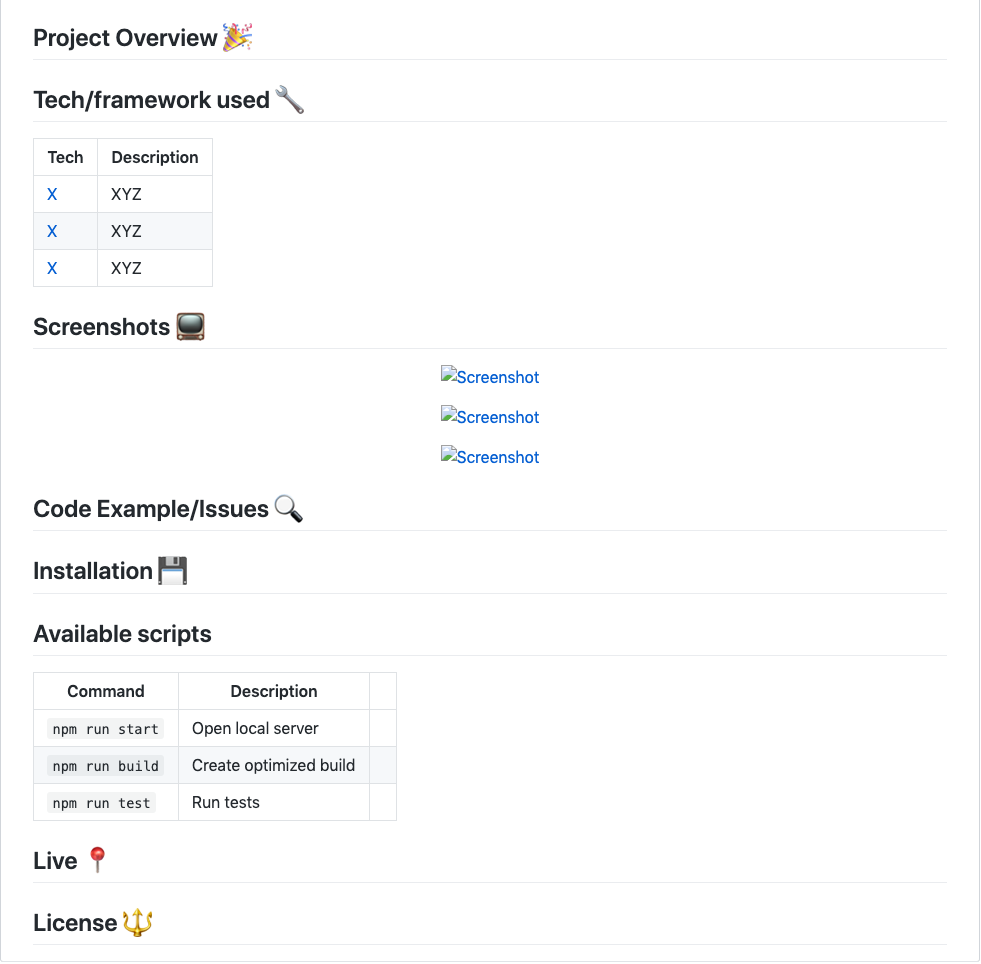 Project Overview 🎉
Tech/framework used 🔧
Tech Description
X XYZ
X XYZ
X XYZ
Screenshots 📺
Screenshot
Screenshot
Screenshot
Code Example/Issues 🔍
Installation 💾
Available scripts
Command Description
npm run start Open local server
npm run build Create optimized build
npm run test Run tests
Live 📍
License 🔱